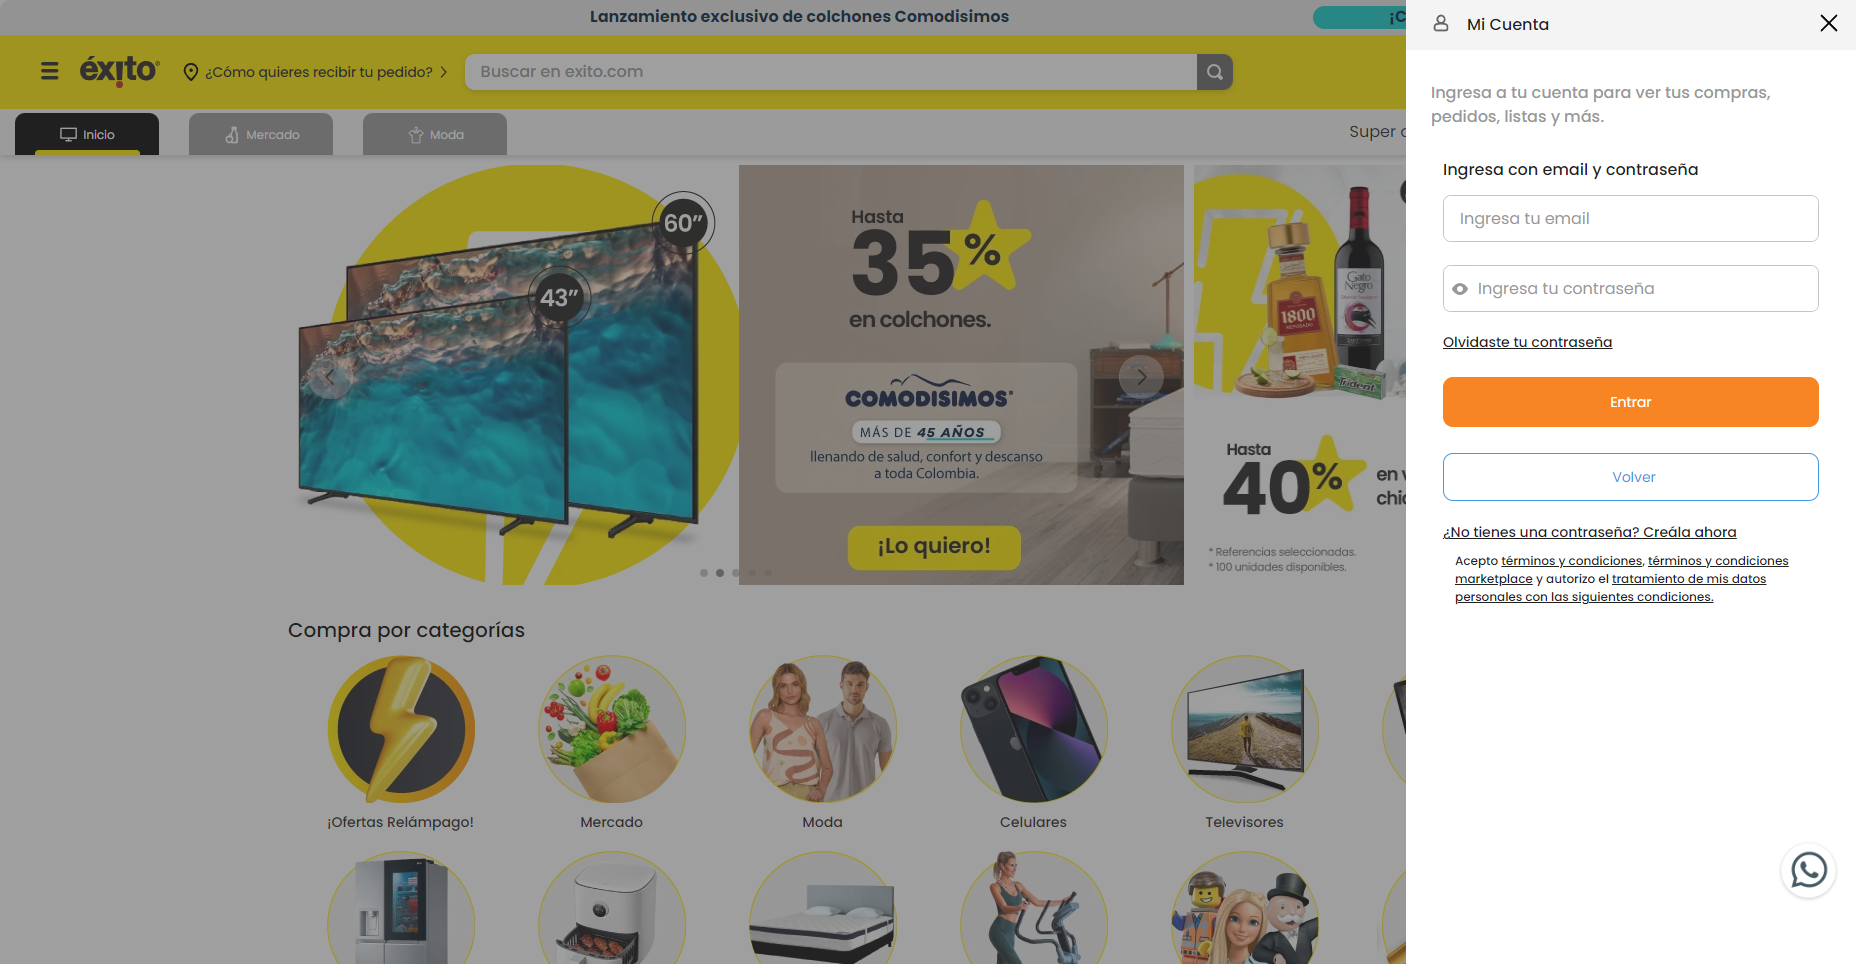 Lanzamiento exclusivo de colchones Comodisimos
éxito
¿Cómo quieres recibir tu pedido?
Buscar en exito.com
Inicio
Mercado
Moda
Super
60”
43”
Hasta
35%
en colchones.
COMODISIMOS
MÁS DE 45 AÑOS
llenando de salud, confort y descanso
a toda Colombia.
¡Lo quiero!
1800
Gato
Negro
Trident
Hasta
40%
en
* Referencias seleccionadas.
* 100 unidades disponibles.
Compra por categorías
¡Ofertas Relámpago!
Mercado
Moda
Celulares
Televisores
Mi Cuenta
Ingresa a tu cuenta para ver tus compras,
pedidos, listas y más.
Ingresa con email y contraseña
Ingresa tu email
Ingresa tu contraseña
Olvidaste tu contraseña
Entrar
Volver
¿No tienes una contraseña? Creála ahora
Acepto términos y condiciones, términos y condiciones
marketplace y autorizo el tratamiento de mis datos
personales con las siguientes condiciones.